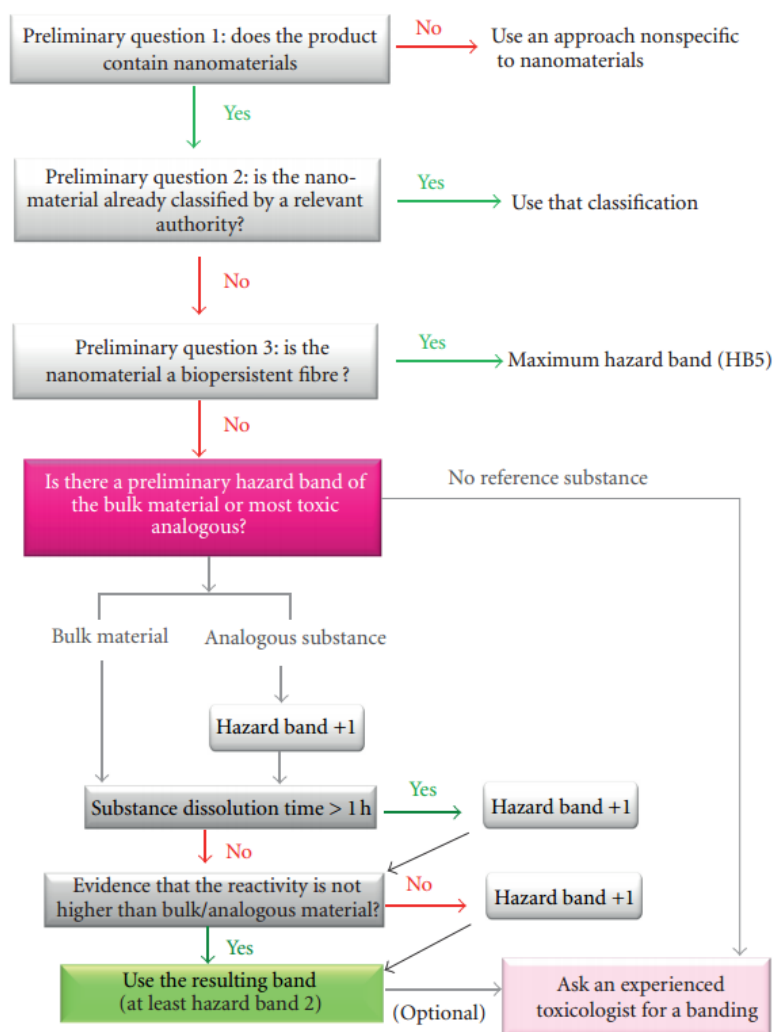 Preliminary question 1: does the product
contain nanomaterials
No
Use an approach nonspecific
to nanomaterials
Yes
Preliminary question 2: is the nano-
material already classified by a relevant
authority?
Yes
Use that classification
No
Preliminary question 3: is the
nanomaterial a biopersistent fibre ?
Yes
Maximum hazard band (HB5)
No
Is there a preliminary hazard band of
the bulk material or most toxic
analogous?
No reference substance
Bulk material
Analogous substance
Hazard band +1
Substance dissolution time > 1 h
Yes
Hazard band +1
No
Evidence that the reactivity is not
higher than bulk/analogous material?
No
Hazard band +1
Yes
Use the resulting band
(at least hazard band 2)
(Optional)
Ask an experienced
toxicologist for a banding